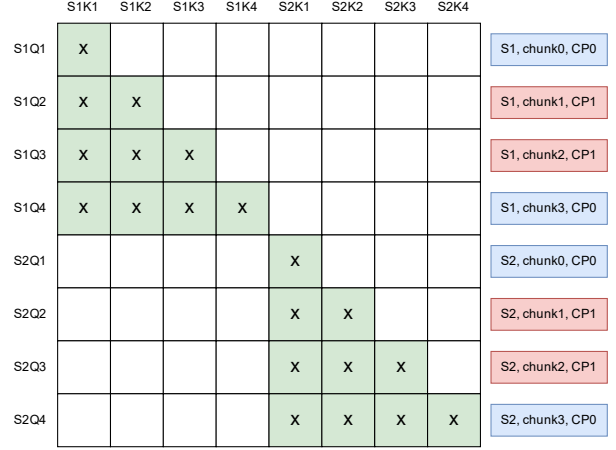 S1K1 S1K2 S1K3 S1K4 S2K1 S2K2 S2K3 S2K4
S1Q1 X S1, chunk0, CP0
S1Q2 X X S1, chunk1, CP1
S1Q3 X X X S1, chunk2, CP1
S1Q4 X X X X S1, chunk3, CP0
S2Q1 X S2, chunk0, CP0
S2Q2 X X S2, chunk1, CP1
S2Q3 X X X S2, chunk2, CP1
S2Q4 X X X X S2, chunk3, CP0